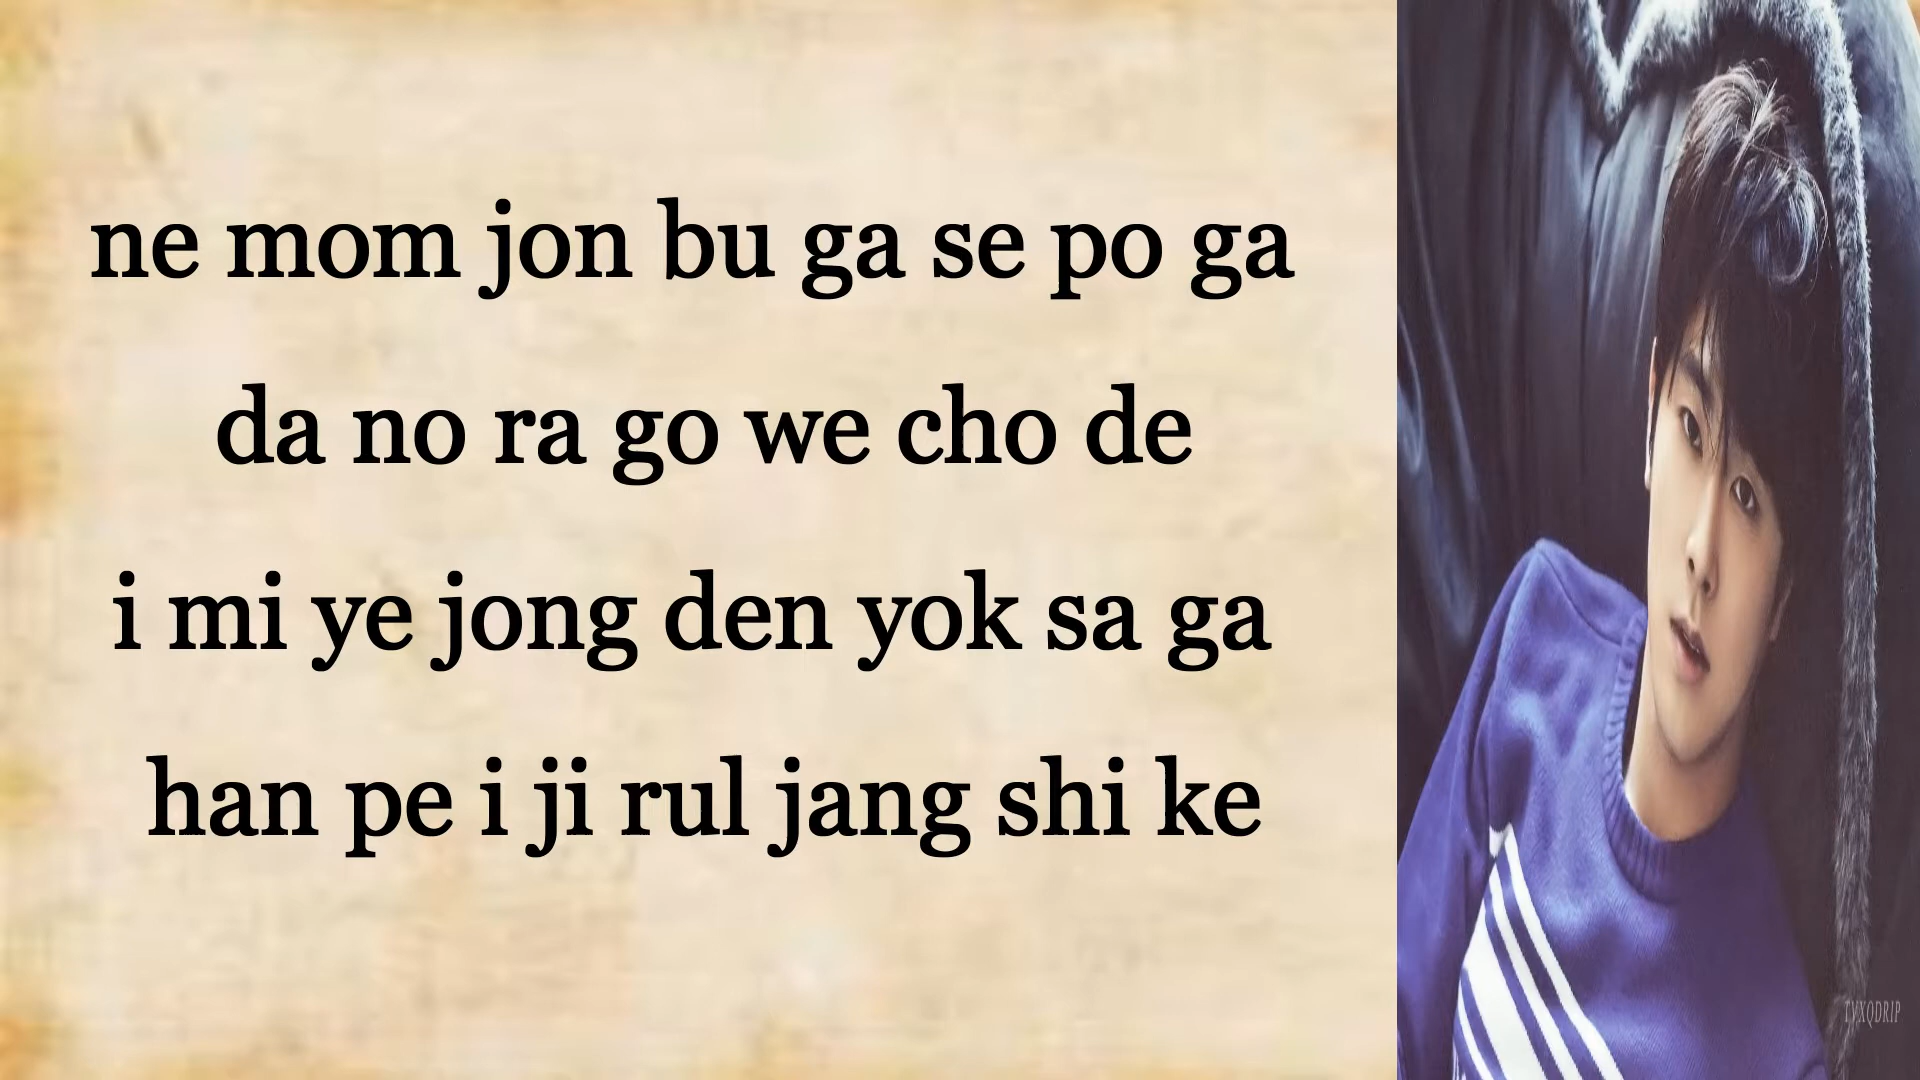 ne mom jon bu ga se po ga
da no ra go we cho de
i mi ye jong den yok sa ga
han pe i ji rul jang shi ke
TVXQDRIP